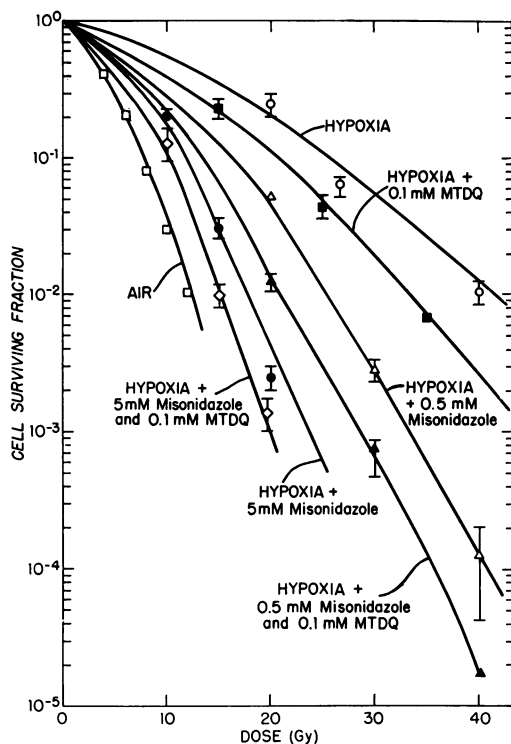 10⁰
10⁻¹
10⁻²
10⁻³
10⁻⁴
10⁻⁵
CELL SURVIVING FRACTION
HYPOXIA
HYPOXIA +
0.1 mM MTDQ
AIR
HYPOXIA
+ 0.5 mM
Misonidazole
HYPOXIA +
5mM Misonidazole
and 0.1 mM MTDQ
HYPOXIA +
5mM Misonidazole
HYPOXIA +
0.5 mM Misonidazole
and 0.1 mM MTDQ
0 10 20 30 40
DOSE (Gy)